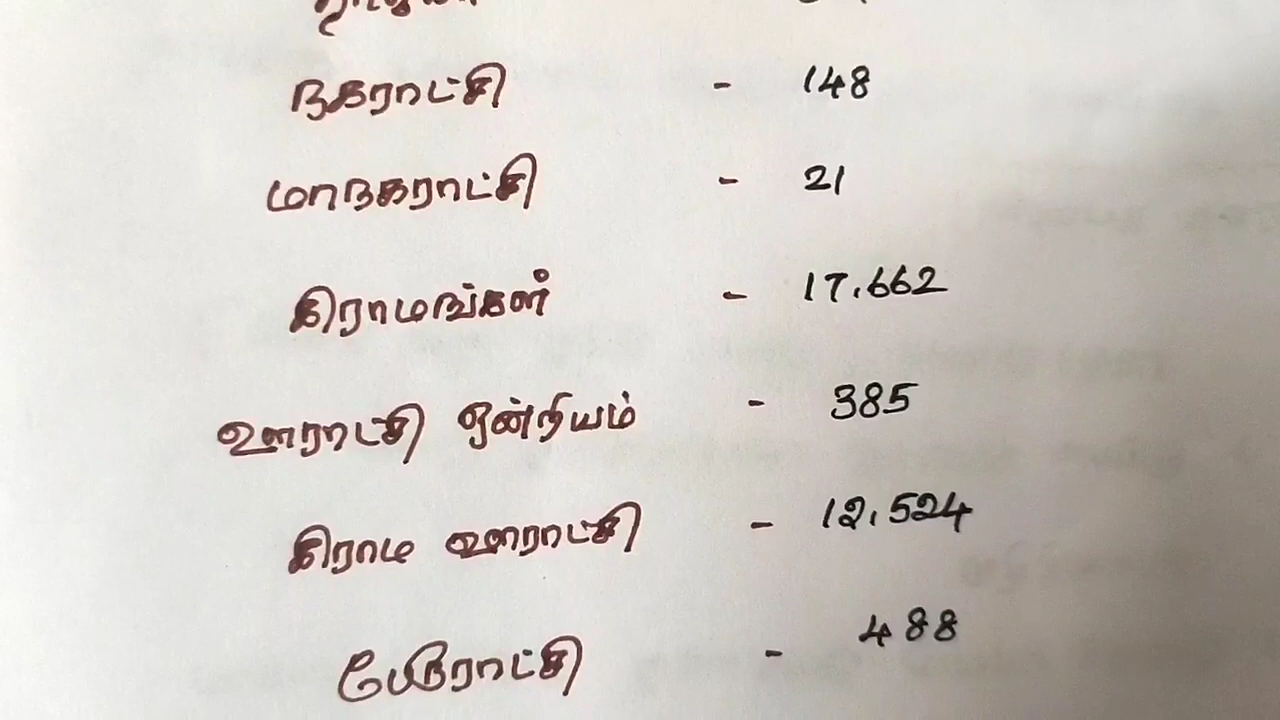 நகராட்சி - 148
மாநகராட்சி - 21
கிராமங்கள் - 17,662
ஊராட்சி ஒன்றியம் - 385
கிராம ஊராட்சி - 12,524
பேரூராட்சி - 488